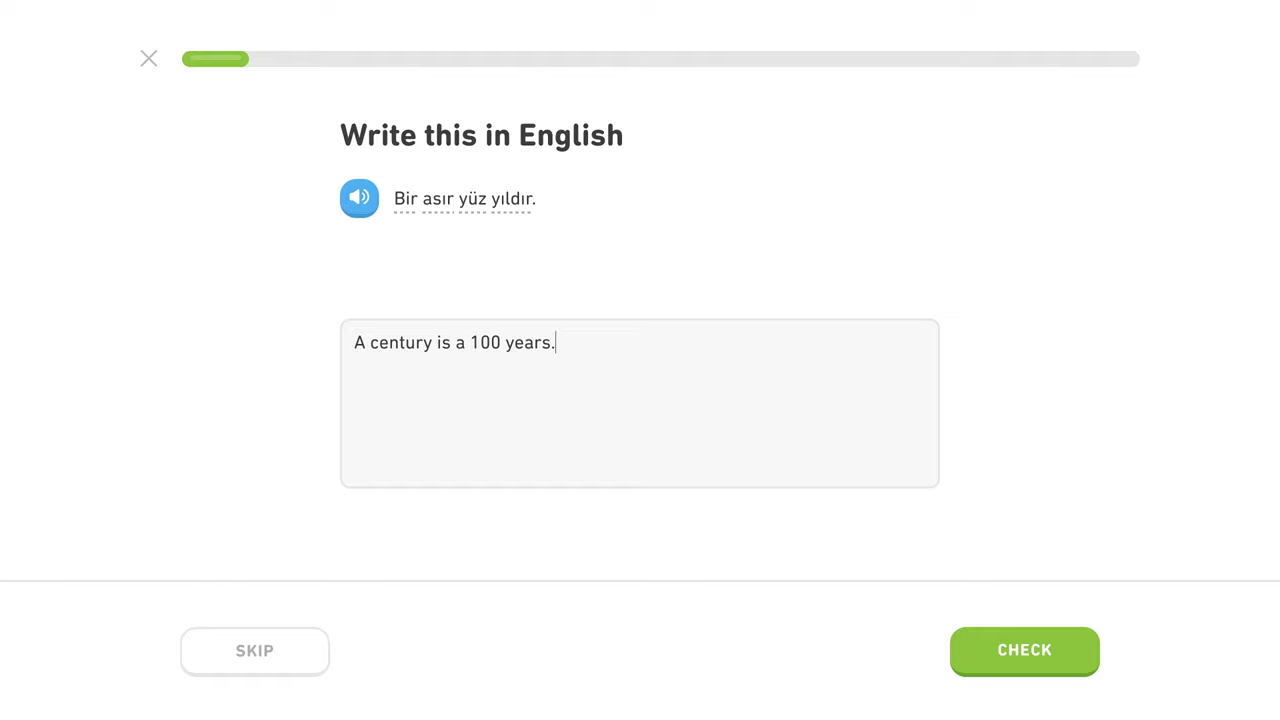 Write this in English
Bir asır yüz yıldır.
A century is a 100 years.
SKIP
CHECK